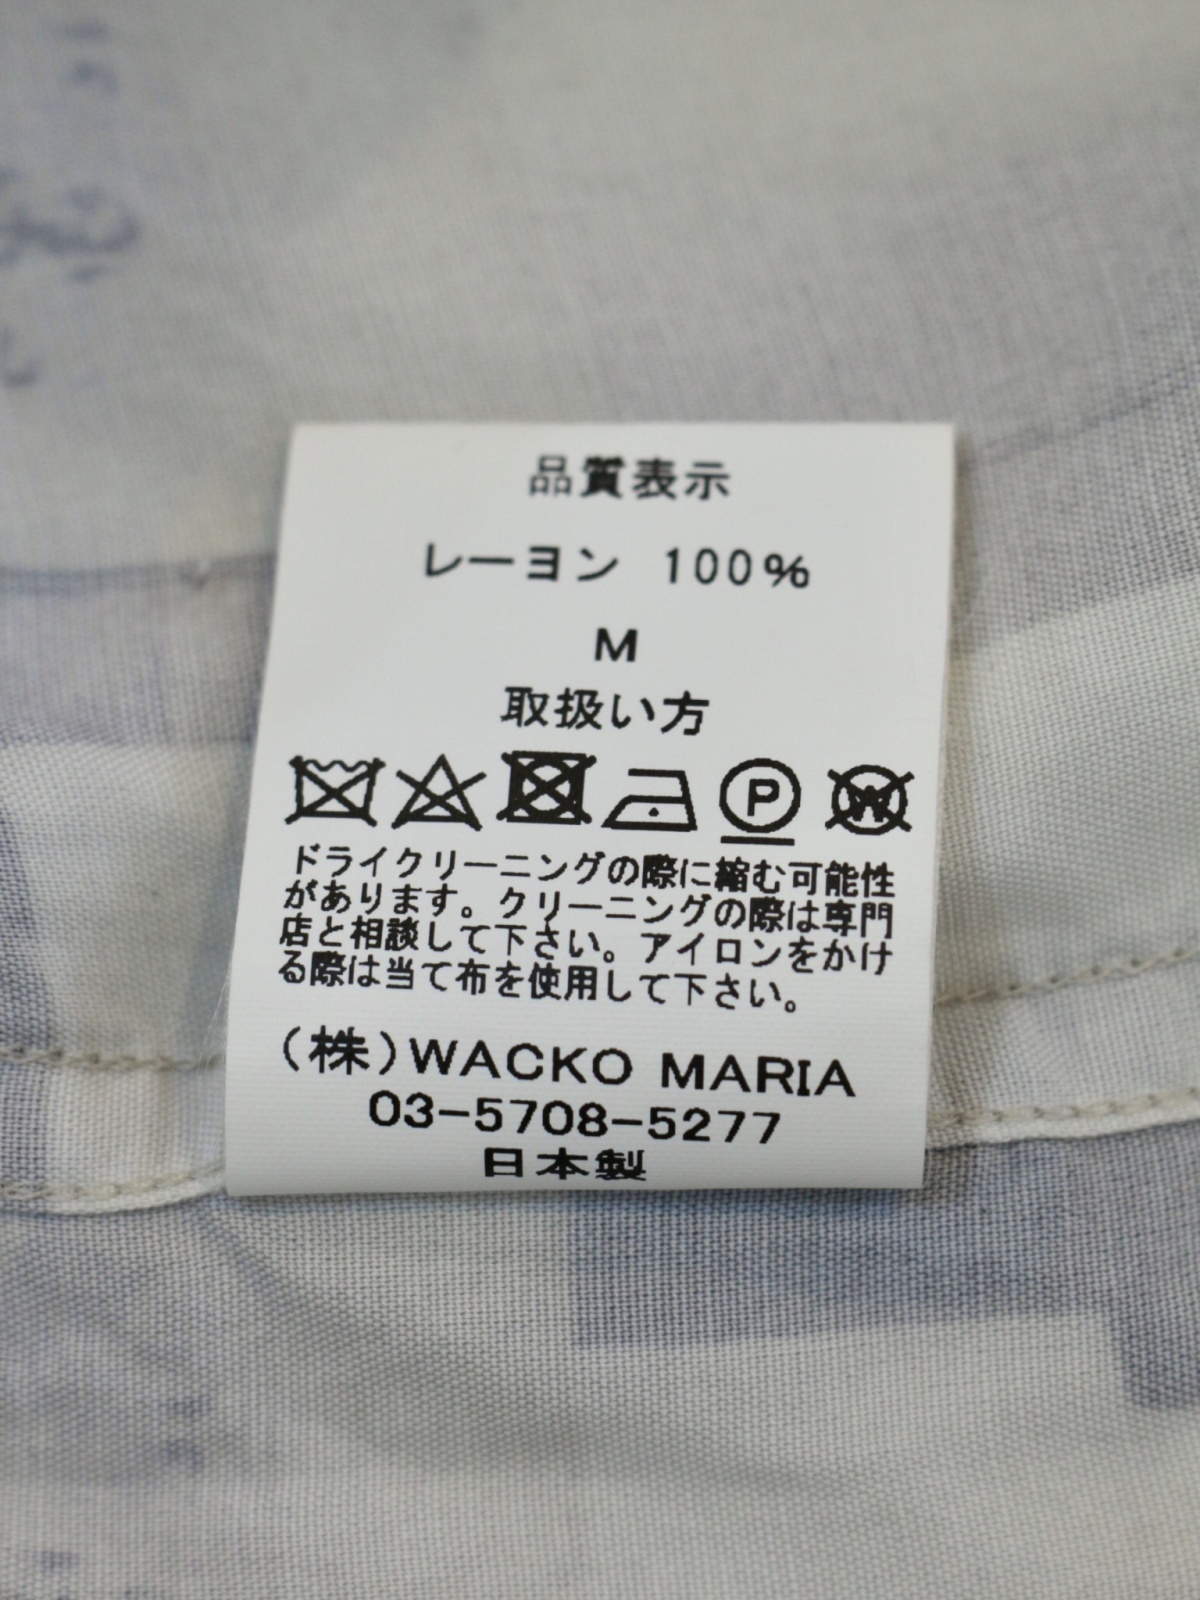 品質表示
レーヨン 100%
M
取扱い方
P W
ドライクリーニングの際に縮む可能性
があります。クリーニングの際は専門
店と相談して下さい。アイロンをかけ
る際は当て布を使用して下さい。
(株)WACKO MARIA
03-5708-5277
日本製